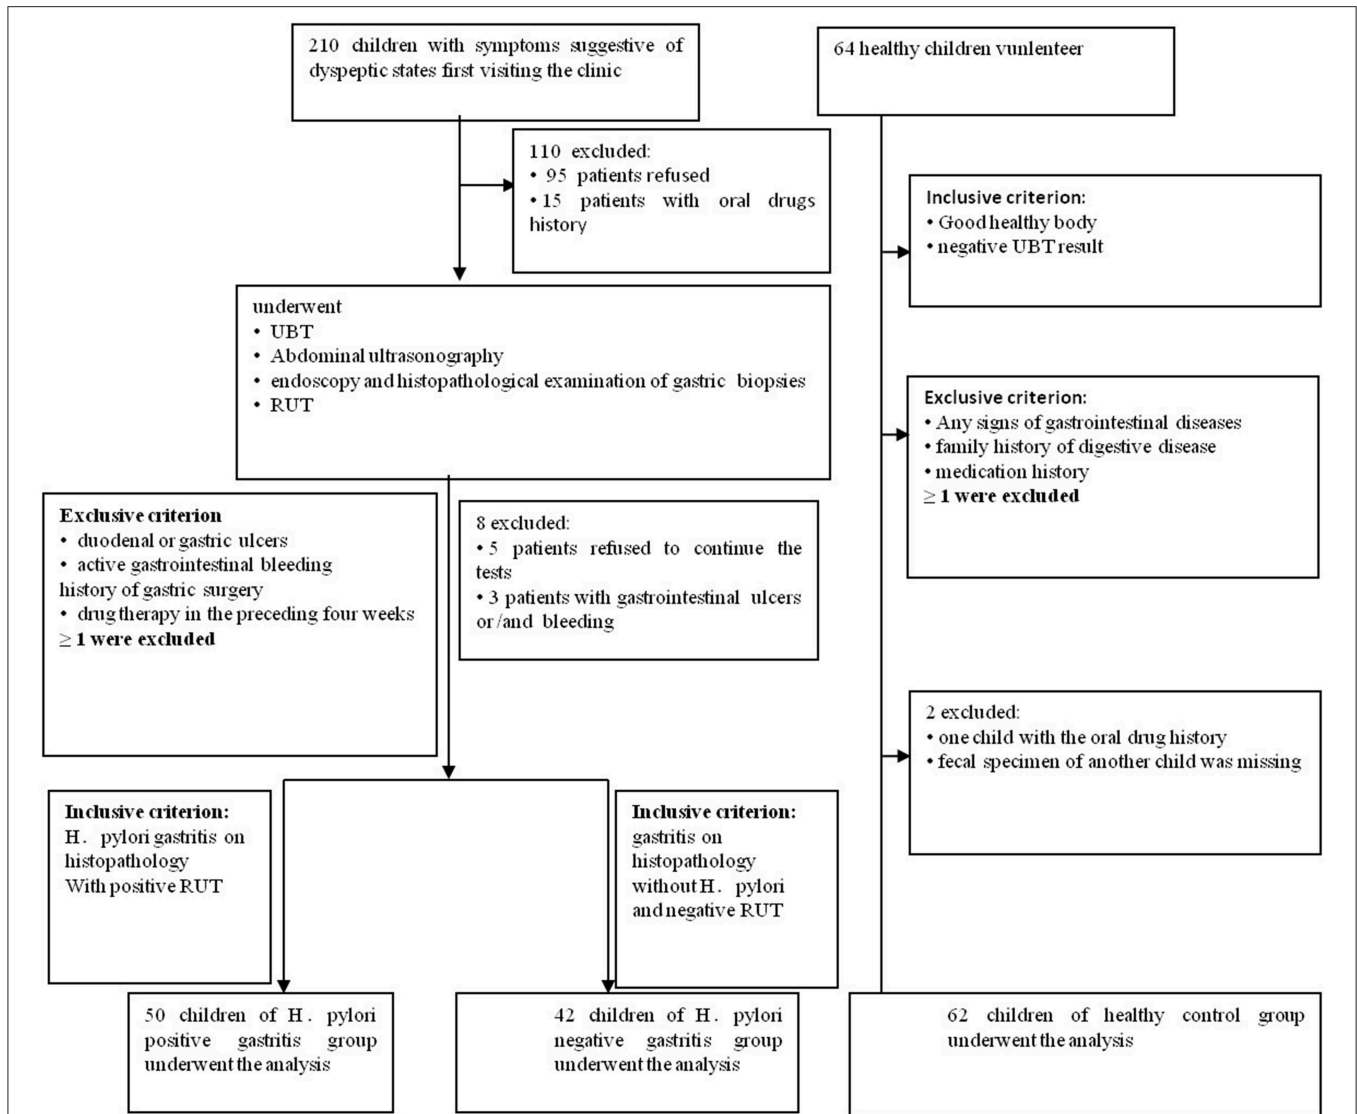 210 children with symptoms suggestive of
dyspeptic states first visiting the clinic
64 healthy children vunlenteer
110 excluded:
• 95 patients refused
• 15 patients with oral drugs
history
Inclusive criterion:
• Good healthy body
• negative UBT result
underwent
• UBT
• Abdominal ultrasonography
• endoscopy and histopathological examination of gastric biopsies
• RUT
Exclusive criterion:
• Any signs of gastrointestinal diseases
• family history of digestive disease
• medication history
≥ 1 were excluded
Exclusive criterion
• duodenal or gastric ulcers
• active gastrointestinal bleeding
history of gastric surgery
• drug therapy in the preceding four weeks
≥ 1 were excluded
8 excluded:
• 5 patients refused to continue the
tests
• 3 patients with gastrointestinal ulcers
or /and bleeding
2 excluded:
• one child with the oral drug history
• fecal specimen of another child was missing
Inclusive criterion:
H. pylori gastritis on
histopathology
With positive RUT
Inclusive criterion:
gastritis on
histopathology
without H. pylori
and negative RUT
50 children of H. pylori
positive gastritis group
underwent the analysis
42 children of H. pylori
negative gastritis group
underwent the analysis
62 children of healthy control group
underwent the analysis